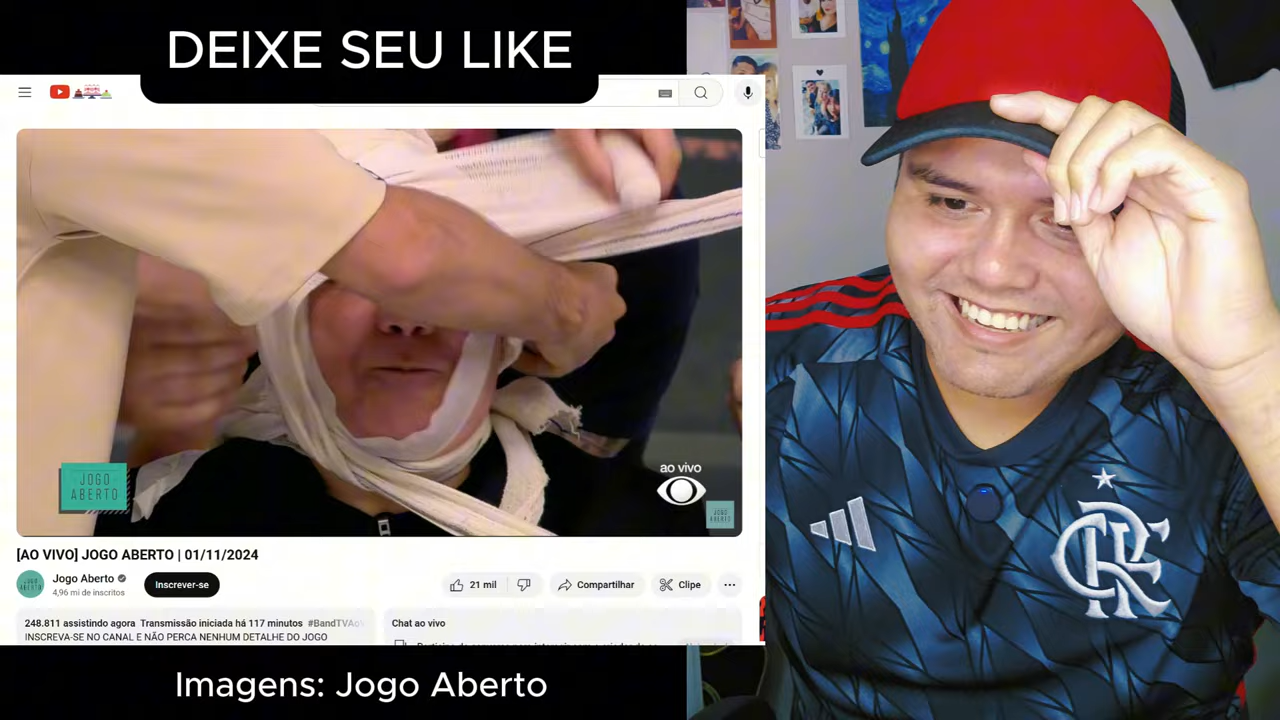 DEIXE SEU LIKE
JOGO
ABERTO
ao vivo
JOGO
ABERTO
[AO VIVO] JOGO ABERTO | 01/11/2024
Jogo Aberto
4,96 mi de inscritos
Inscrever-se
21 mil
Compartilhar
Clipe
248.811 assistindo agora Transmissão iniciada há 117 minutos #BandTVAo
INSCREVA-SE NO CANAL E NÃO PERCA NENHUM DETALHE DO JOGO
Chat ao vivo
Imagens: Jogo Aberto
CRF